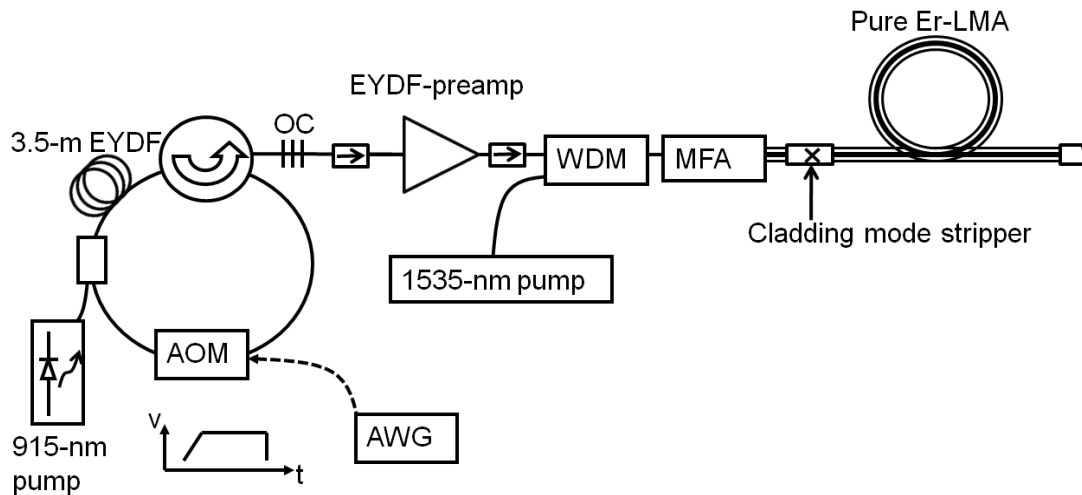 Pure Er-LMA
EYDF-preamp
3.5-m EYDF
OC
WDM
MFA
Cladding mode stripper
1535-nm pump
AOM
AWG
915-nm
pump
v
t